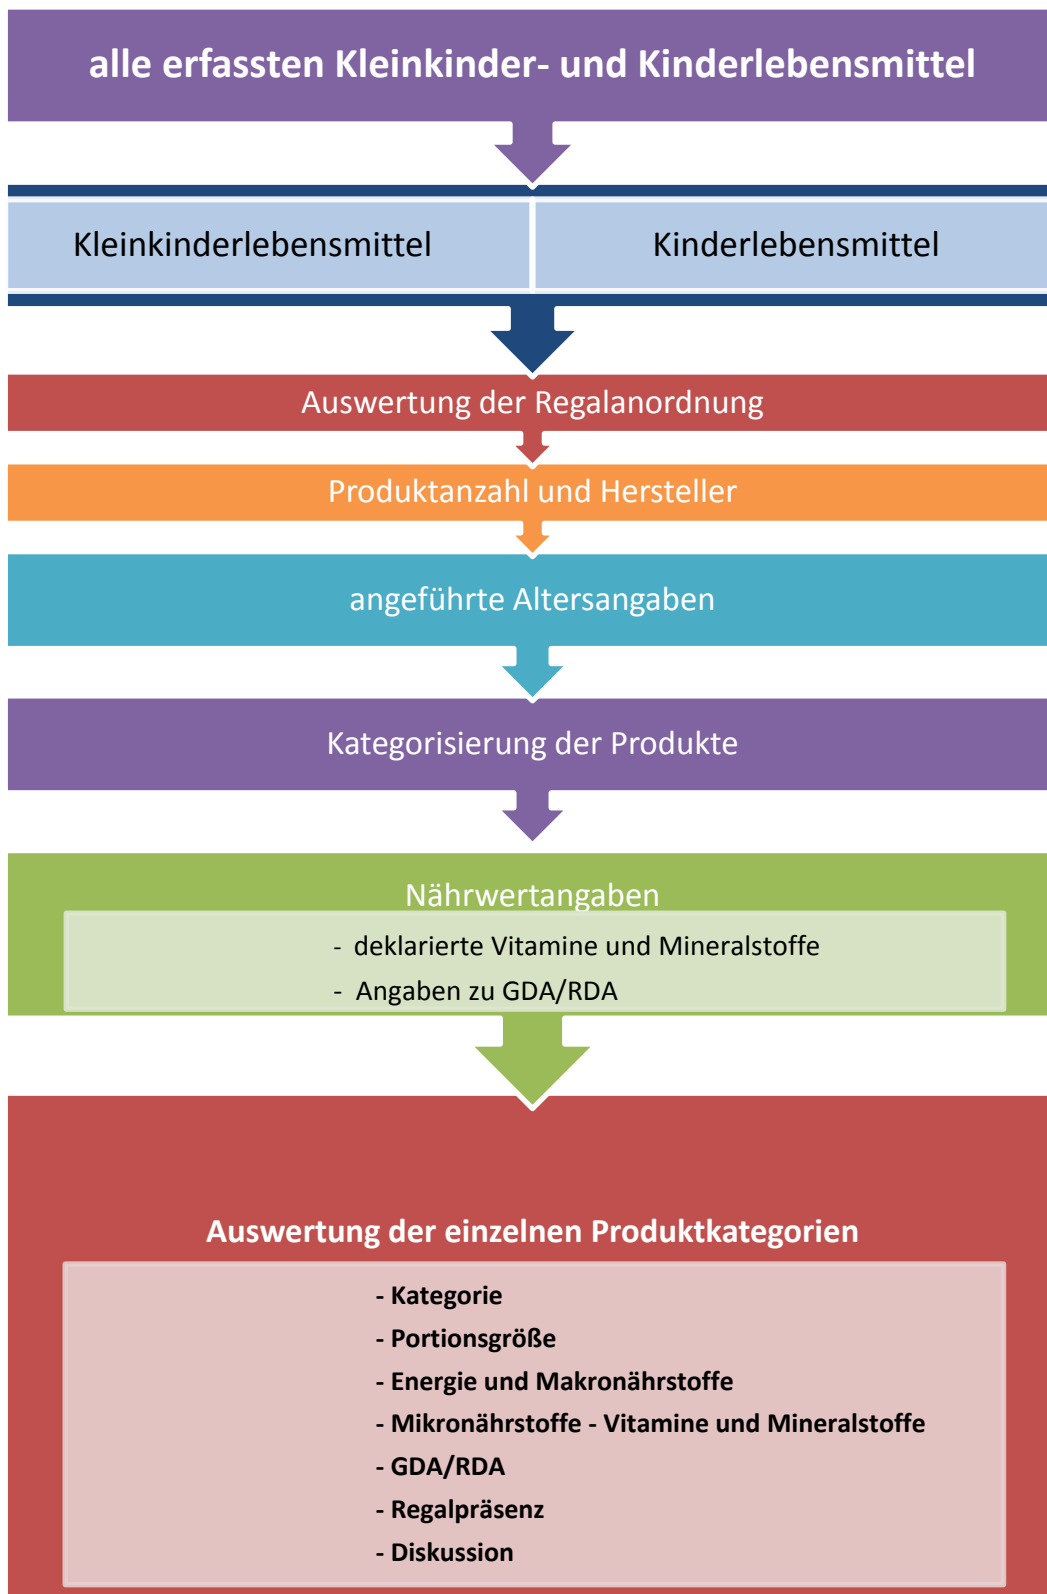 alle erfassten Kleinkinder- und Kinderlebensmittel
Kleinkinderlebensmittel
Kinderlebensmittel
Auswertung der Regalanordnung
Produktanzahl und Hersteller
angeführte Altersangaben
Kategorisierung der Produkte
Nährwertangaben
- deklarierte Vitamine und Mineralstoffe
- Angaben zu GDA/RDA
Auswertung der einzelnen Produktkategorien
- Kategorie
- Portionsgröße
- Energie und Makronährstoffe
- Mikronährstoffe - Vitamine und Mineralstoffe
- GDA/RDA
- Regalpräsenz
- Diskussion